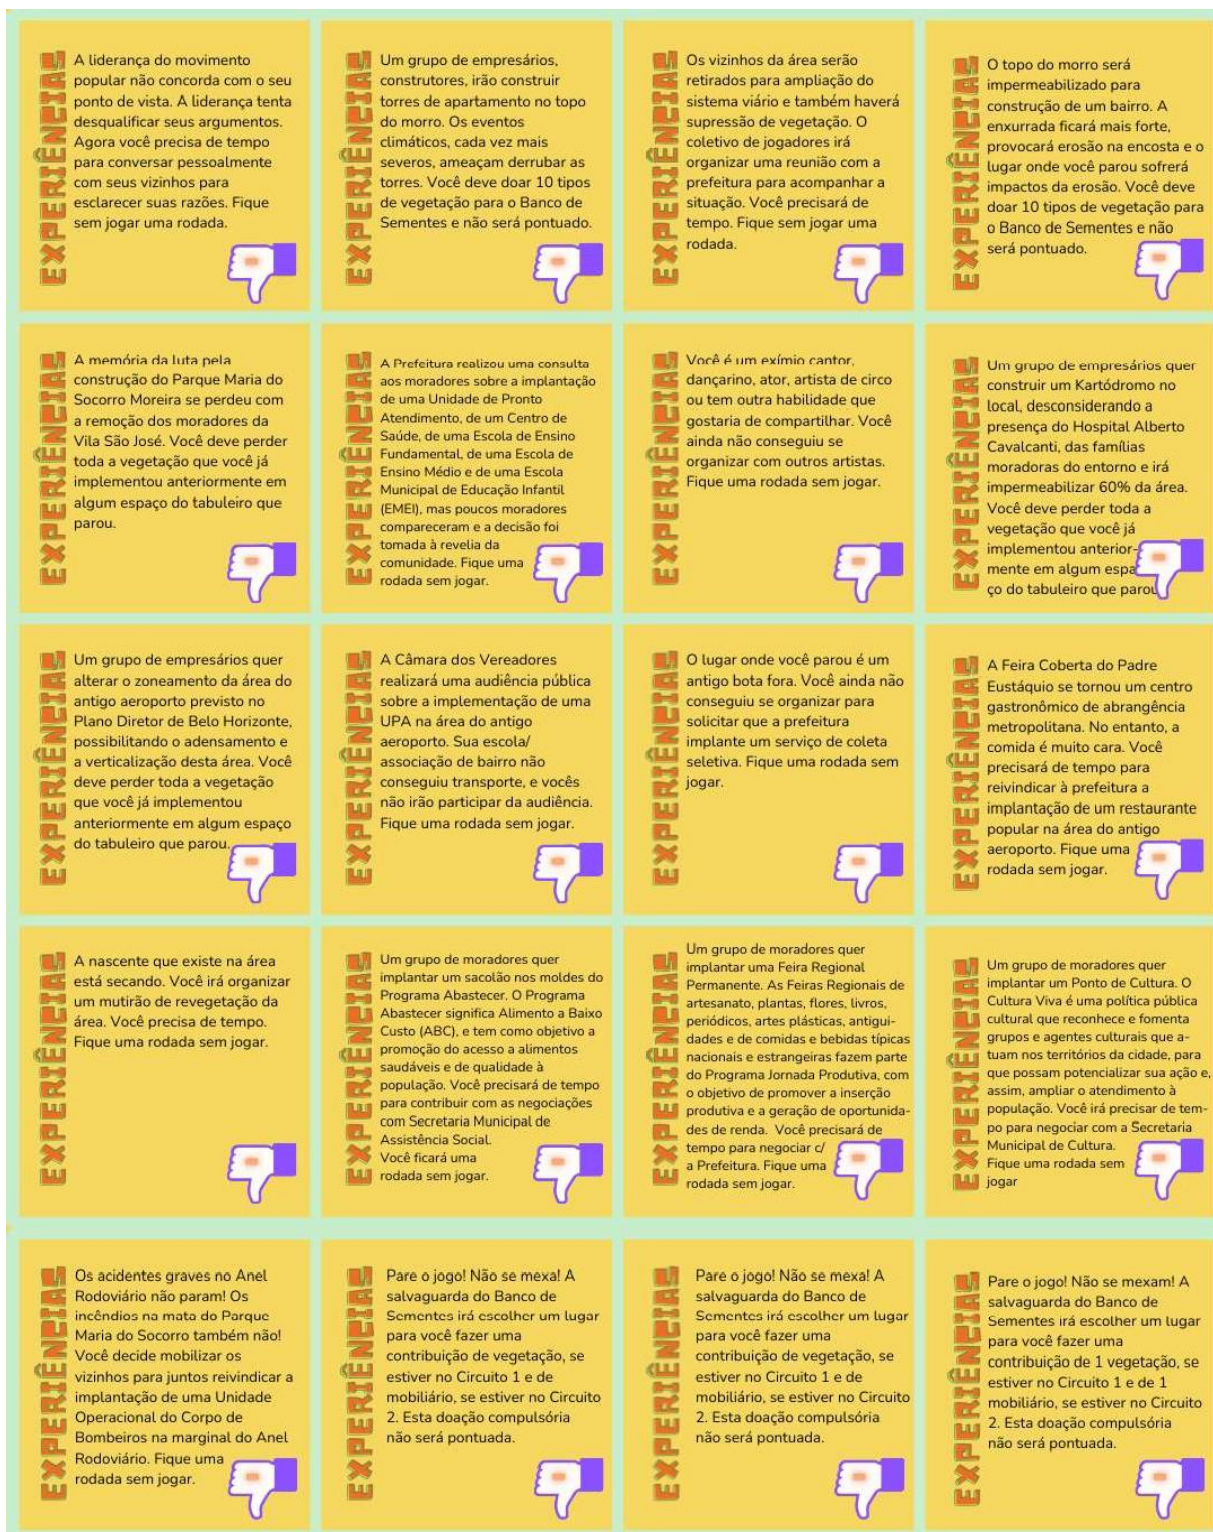 EXPERIÊNCIAS
A liderança do movimento
popular não concorda com o seu
ponto de vista. A liderança tenta
desqualificar seus argumentos.
Agora você precisa de tempo
para conversar pessoalmente
com seus vizinhos para
esclarecer suas razões. Fique
sem jogar uma rodada.
EXPERIÊNCIAS
Um grupo de empresários,
construtores, irão construir
torres de apartamento no topo
do morro. Os eventos
climáticos, cada vez mais
severos, ameaçam derrubar as
torres. Você deve doar 10 tipos
de vegetação para o Banco de
Sementes e não será pontuado.
EXPERIÊNCIAS
Os vizinhos da área serão
retirados para ampliação do
sistema viário e também haverá
supressão de vegetação. O
coletivo de jogadores irá
organizar uma reunião com a
prefeitura para acompanhar a
situação. Você precisará de
tempo. Fique sem jogar uma
rodada.
EXPERIÊNCIAS
O topo do morro será
impermeabilizado para
construção de um bairro. A
enxurrada ficará mais forte,
provocará erosão na encosta e o
lugar onde você parou sofrerá
impactos da erosão. Você deve
doar 10 tipos de vegetação para
o Banco de Sementes e não
será pontuado.
EXPERIÊNCIAS
A memória da luta pela
construção do Parque Maria do
Socorro Moreira se perdeu com
a remoção dos moradores da
Vila São José. Você deve perder
toda a vegetação que você já
implementou anteriormente em
algum espaço do tabuleiro que
parou.
EXPERIÊNCIAS
A Prefeitura realizou uma consulta
aos moradores sobre a implantação
de uma Unidade de Pronto
Atendimento, de um Centro de
Saúde, de uma Escola de Ensino
Fundamental, de uma Escola de
Ensino Médio e de uma Escola
Municipal de Educação Infantil
(EMEI), mas poucos moradores
compareceram e a decisão foi
tomada à revelia da
comunidade. Fique uma
rodada sem jogar.
EXPERIÊNCIAS
Você é um exímio cantor,
dançarino, ator, artista de circo
ou tem outra habilidade que
gostaria de compartilhar. Você
ainda não conseguiu se
organizar com outros artistas.
Fique uma rodada sem jogar.
EXPERIÊNCIAS
Um grupo de empresários quer
construir um Kartódromo no
local, desconsiderando a
presença do Hospital Alberto
Cavalcanti, das famílias
moradoras do entorno e irá
impermeabilizar 60% da área.
Você deve perder toda a
vegetação que você já
implementou anterior-
mente em algum espa
ço do tabuleiro que parou
EXPERIÊNCIAS
Um grupo de empresários quer
alterar o zoneamento da área do
antigo aeroporto previsto no
Plano Diretor de Belo Horizonte,
possibilitando o adensamento e
a verticalização desta área. Você
deve perder toda a vegetação
que você já implementou
anteriormente em algum espaço
do tabuleiro que parou.
EXPERIÊNCIAS
A Câmara dos Vereadores
realizará uma audiência pública
sobre a implementação de uma
UPA na área do antigo
aeroporto. Sua escola/
associação de bairro não
conseguiu transporte, e vocês
não irão participar da audiência.
Fique uma rodada sem jogar.
EXPERIÊNCIAS
O lugar onde você parou é um
antigo bota fora. Você ainda não
conseguiu se organizar para
solicitar que a prefeitura
implante um serviço de coleta
seletiva. Fique uma rodada sem
jogar.
EXPERIÊNCIAS
A Feira Coberta do Padre
Eustáquio se tornou um centro
gastronômico de abrangência
metropolitana. No entanto, a
comida é muito cara. Você
precisará de tempo para
reivindicar à prefeitura a
implantação de um restaurante
popular na área do antigo
aeroporto. Fique uma
rodada sem jogar.
EXPERIÊNCIAS
A nascente que existe na área
está secando. Você irá organizar
um mutirão de revegetação da
área. Você precisa de tempo.
Fique uma rodada sem jogar.
EXPERIÊNCIAS
Um grupo de moradores quer
implantar um sacolão nos moldes do
Programa Abastecer. O Programa
Abastecer significa Alimento a Baixo
Custo (ABC), e tem como objetivo a
promoção do acesso a alimentos
saudáveis e de qualidade à
população. Você precisará de tempo
para contribuir com as negociações
com Secretaria Municipal de
Assistência Social.
Você ficará uma
rodada sem jogar.
EXPERIÊNCIAS
Um grupo de moradores quer
implantar uma Feira Regional
Permanente. As Feiras Regionais de
artesanato, plantas, flores, livros,
periódicos, artes plásticas, antigui-
dades e de comidas e bebidas típicas
nacionais e estrangeiras fazem parte
do Programa Jornada Produtiva, com
o objetivo de promover a inserção
produtiva e a geração de oportunida-
des de renda. Você precisará de
tempo para negociar c/
a Prefeitura. Fique uma
rodada sem jogar.
EXPERIÊNCIAS
Um grupo de moradores quer
implantar um Ponto de Cultura. O
Cultura Viva é uma política pública
cultural que reconhece e fomenta
grupos e agentes culturais que a-
tuam nos territórios da cidade, para
que possam potencializar sua ação e,
assim, ampliar o atendimento à
população. Você irá precisar de tem-
po para negociar com a Secretaria
Municipal de Cultura.
Fique uma rodada sem
jogar
EXPERIÊNCIAS
Os acidentes graves no Anel
Rodoviário não param! Os
incêndios na mata do Parque
Maria do Socorro também não!
Você decide mobilizar os
vizinhos para juntos reivindicar a
implantação de uma Unidade
Operacional do Corpo de
Bombeiros na marginal do Anel
Rodoviário. Fique uma
rodada sem jogar.
EXPERIÊNCIAS
Pare o jogo! Não se mexa! A
salvaguarda do Banco de
Sementes irá escolher um lugar
para você fazer uma
contribuição de vegetação, se
estiver no Circuito 1 e de
mobiliário, se estiver no Circuito
2. Esta doação compulsória
não será pontuada.
EXPERIÊNCIAS
Pare o jogo! Não se mexa! A
salvaguarda do Banco de
Sementes irá escolher um lugar
para você fazer uma
contribuição de vegetação, se
estiver no Circuito 1 e de
mobiliário, se estiver no Circuito
2. Esta doação compulsória
não será pontuada.
EXPERIÊNCIAS
Pare o jogo! Não se mexam! A
salvaguarda do Banco de
Sementes irá escolher um lugar
para você fazer uma
contribuição de 1 vegetação, se
estiver no Circuito 1 e de 1
mobiliário, se estiver no Circuito
2. Esta doação compulsória
não será pontuada.